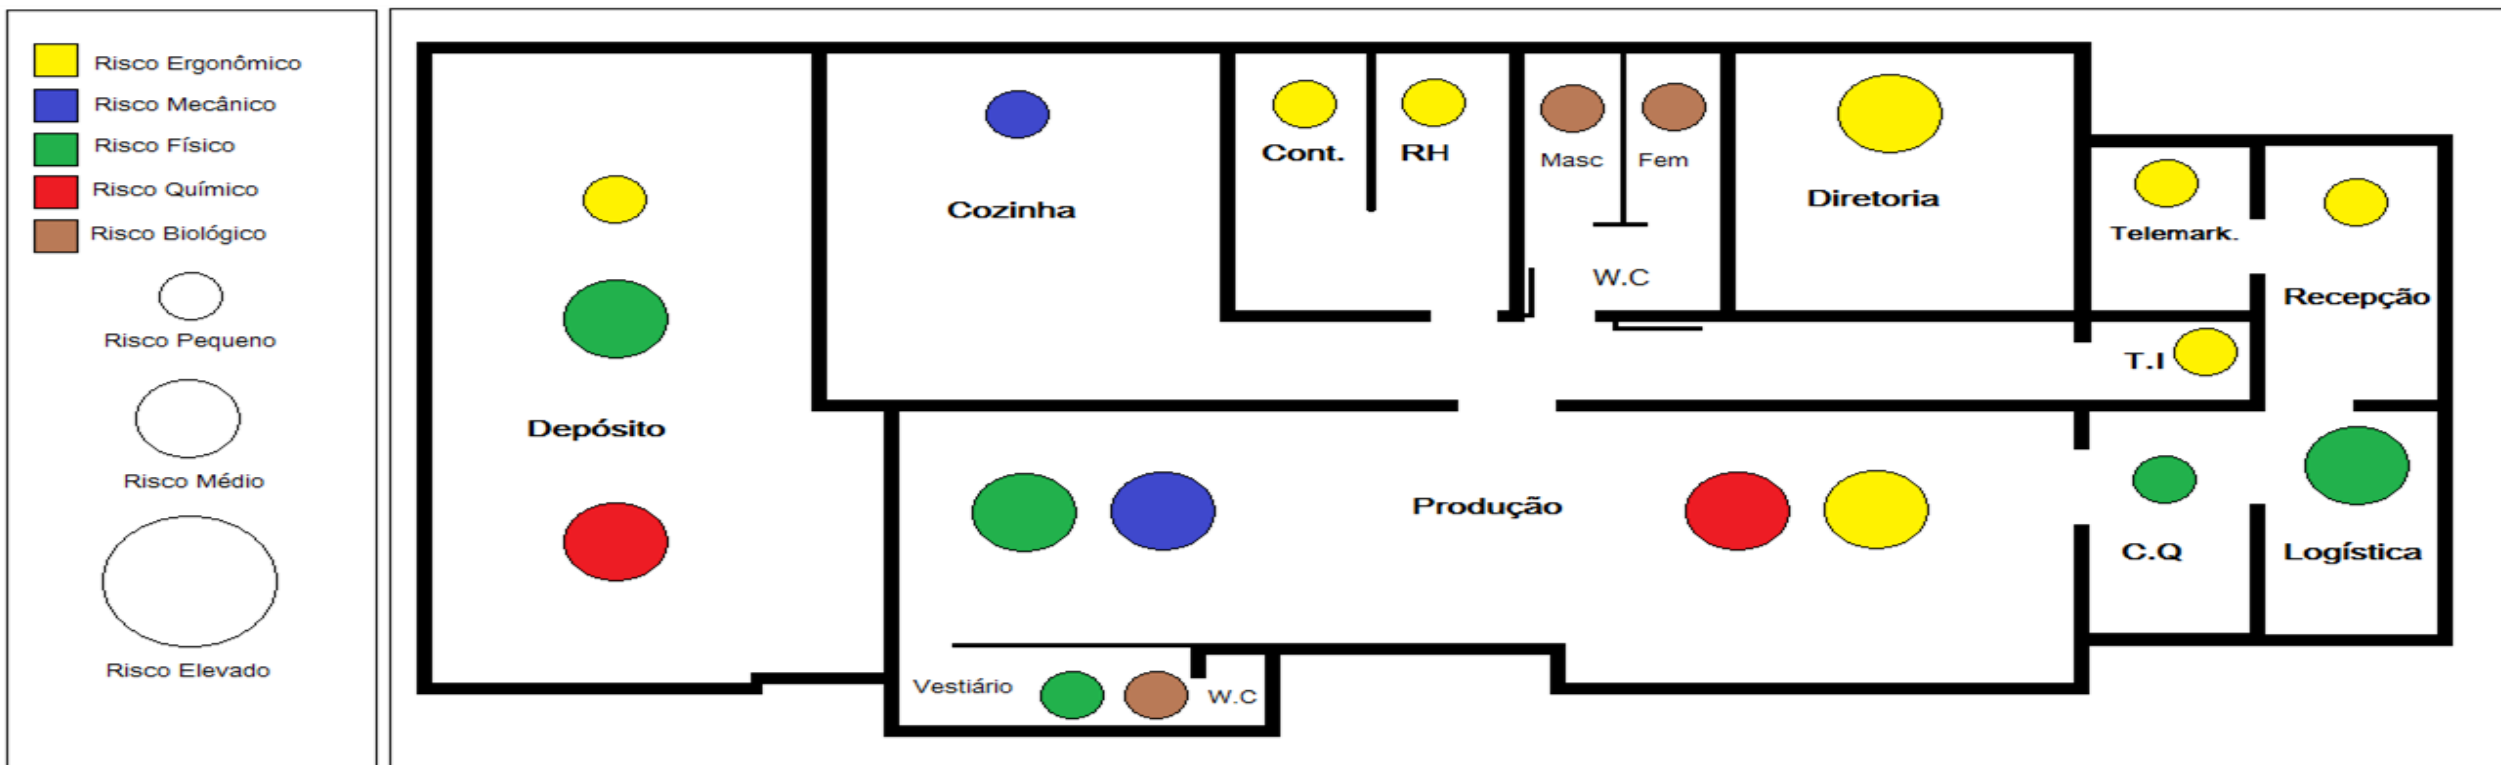 Risco Ergonômico
Risco Mecânico
Risco Físico
Risco Químico
Risco Biológico
Risco Pequeno
Risco Médio
Risco Elevado
Depósito
Cozinha
Cont.
RH
Masc
Fem
W.C
Diretoria
Telemark.
Recepção
T.I
Produção
C.Q
Logística
Vestiário
W.C